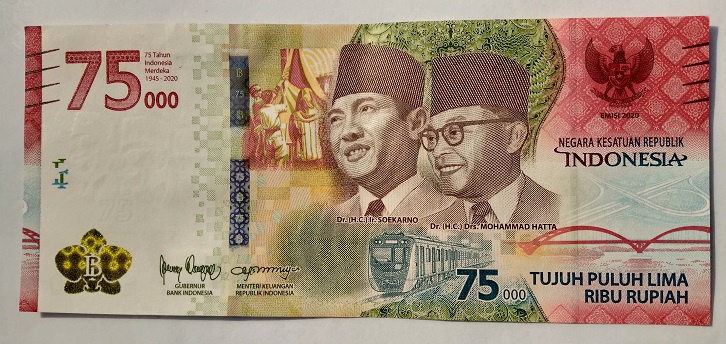 75 000
75 Tahun
Indonesia
Merdeka
1945 - 2020
EMISI 2020
NEGARA KESATUAN REPUBLIK
INDONESIA
Dr. (H.C.) Ir. SOEKARNO
Dr. (H.C.) Drs. MOHAMMAD HATTA
GUBERNUR
BANK INDONESIA
MENTERI KEUANGAN
REPUBLIK INDONESIA
75 000
TUJUH PULUH LIMA
RIBU RUPIAH